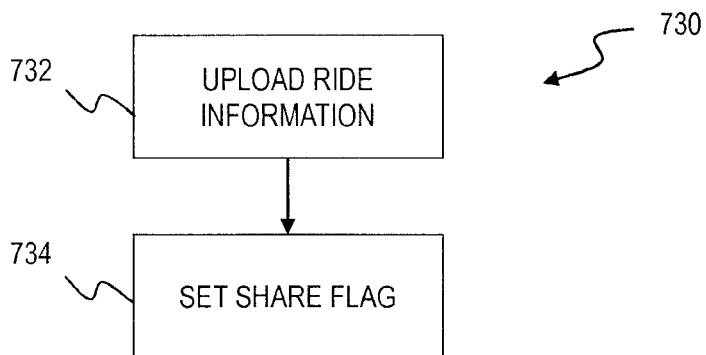 730
732
UPLOAD RIDE
INFORMATION
734
SET SHARE FLAG